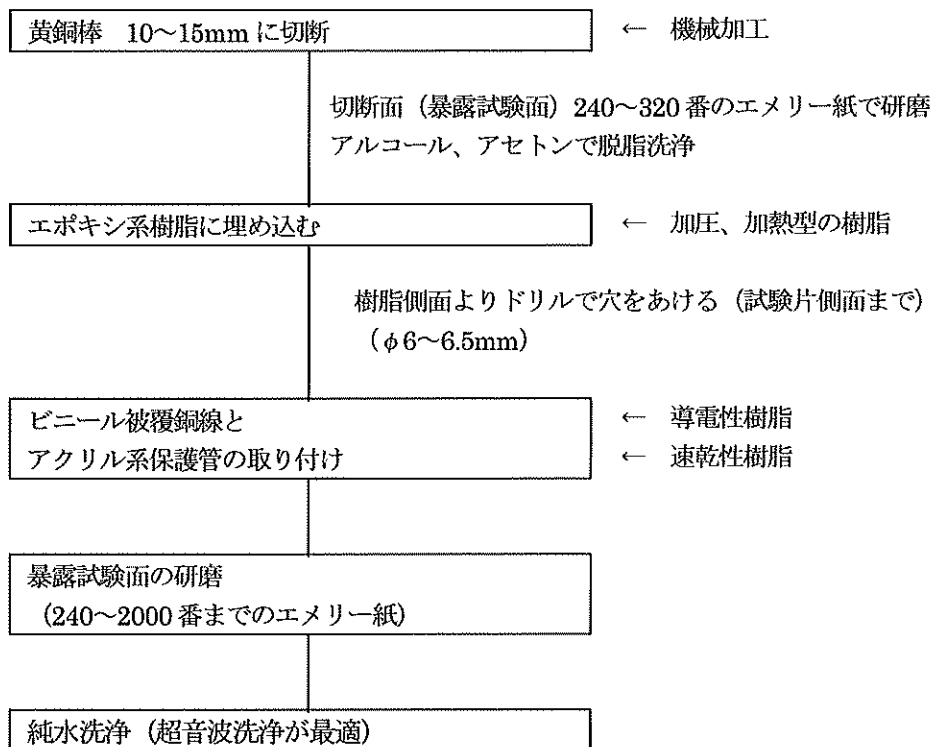 黄銅棒　10～15mm に切断　← 機械加工
切断面（暴露試験面）240～320 番のエメリー紙で研磨
アルコール、アセトンで脱脂洗浄
エポキシ系樹脂に埋め込む　← 加圧、加熱型の樹脂
樹脂側面よりドリルで穴をあける（試験片側面まで）
（φ6～6.5mm）
ビニール被覆銅線と　← 導電性樹脂
アクリル系保護管の取り付け　← 速乾性樹脂
暴露試験面の研磨
（240～2000 番までのエメリー紙）
純水洗浄（超音波洗浄が最適）